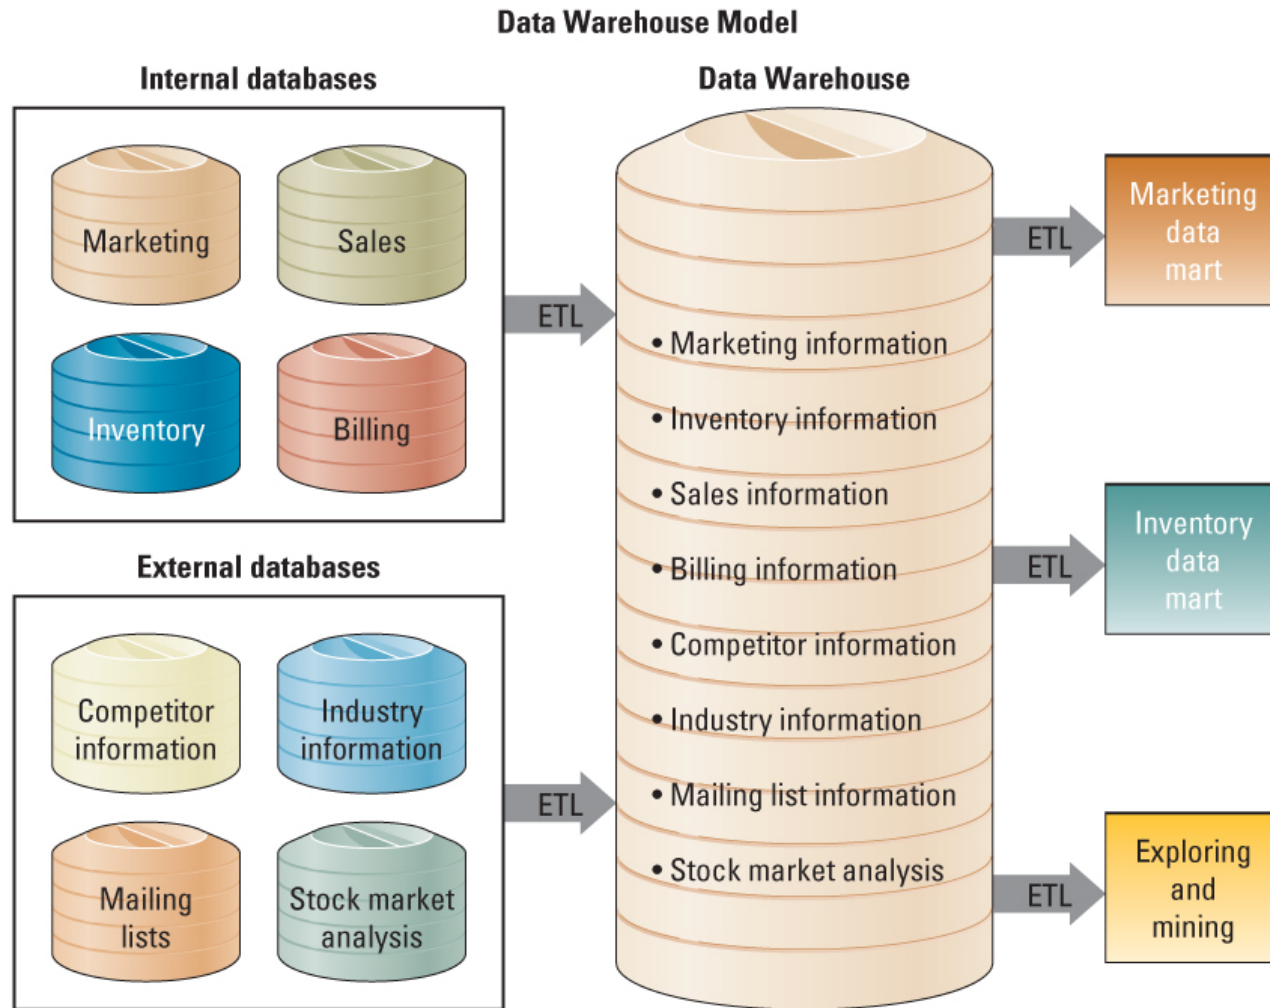 Data Warehouse Model
Internal databases
Marketing
Sales
Inventory
Billing
ETL
External databases
Competitor
information
Industry
information
Mailing
lists
Stock market
analysis
ETL
Data Warehouse
• Marketing information
• Inventory information
• Sales information
• Billing information
• Competitor information
• Industry information
• Mailing list information
• Stock market analysis
ETL
Marketing
data
mart
ETL
Inventory
data
mart
ETL
Exploring
and
mining